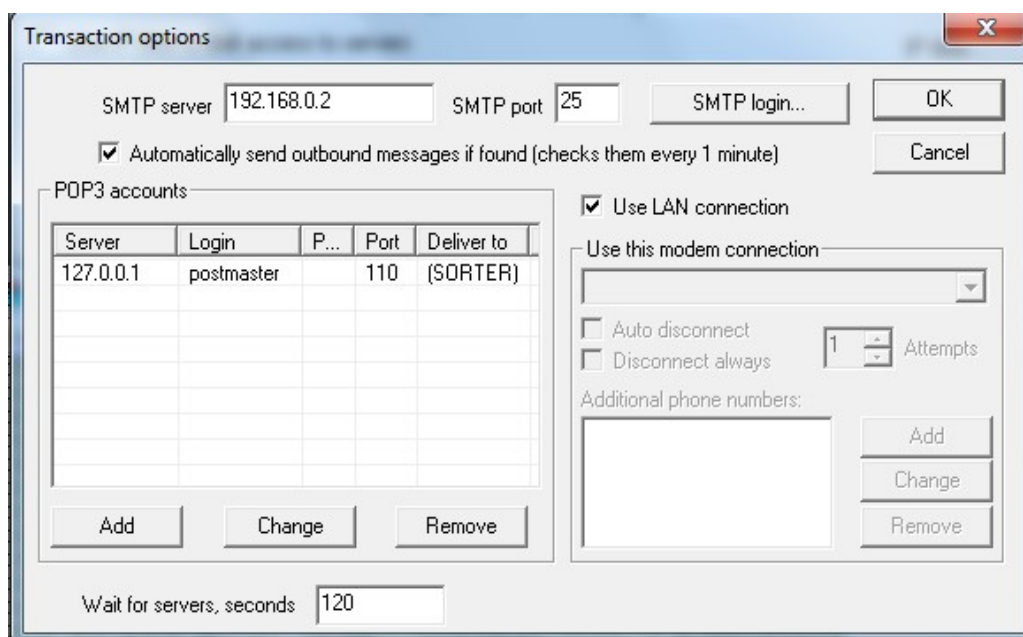 Transaction options
SMTP server 192.168.0.2 SMTP port 25 SMTP login... OK
Automatically send outbound messages if found (checks them every 1 minute) Cancel
POP3 accounts
Server Login P... Port Deliver to
127.0.0.1 postmaster 110 (SORTER)
Add Change Remove
Use LAN connection
Use this modem connection
Auto disconnect
Disconnect always
1 Attempts
Additional phone numbers:
Add
Change
Remove
Wait for servers, seconds 120